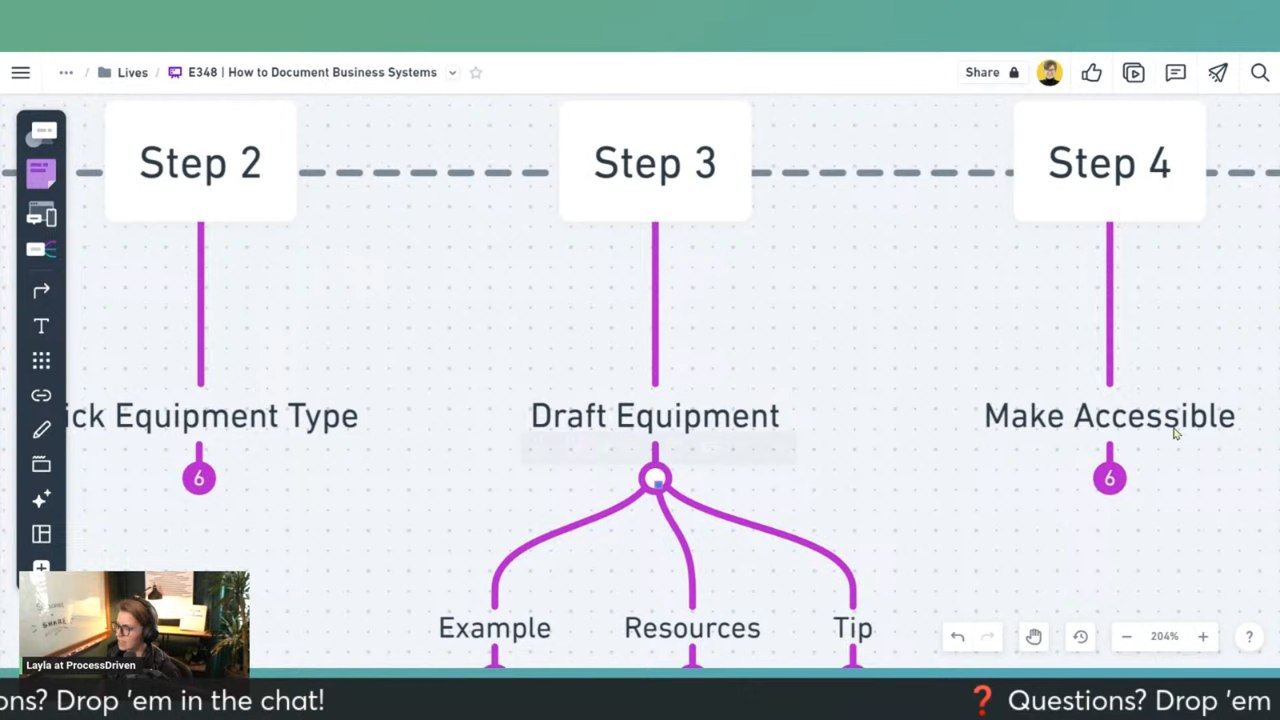 Lives / E348 | How to Document Business Systems
Share
Step 2
Step 3
Step 4
ick Equipment Type
Draft Equipment
Make Accessible
6
6
Example
Resources
Tip
204%
?
Layla at ProcessDriven
ons? Drop 'em in the chat!
❓ Questions? Drop 'em